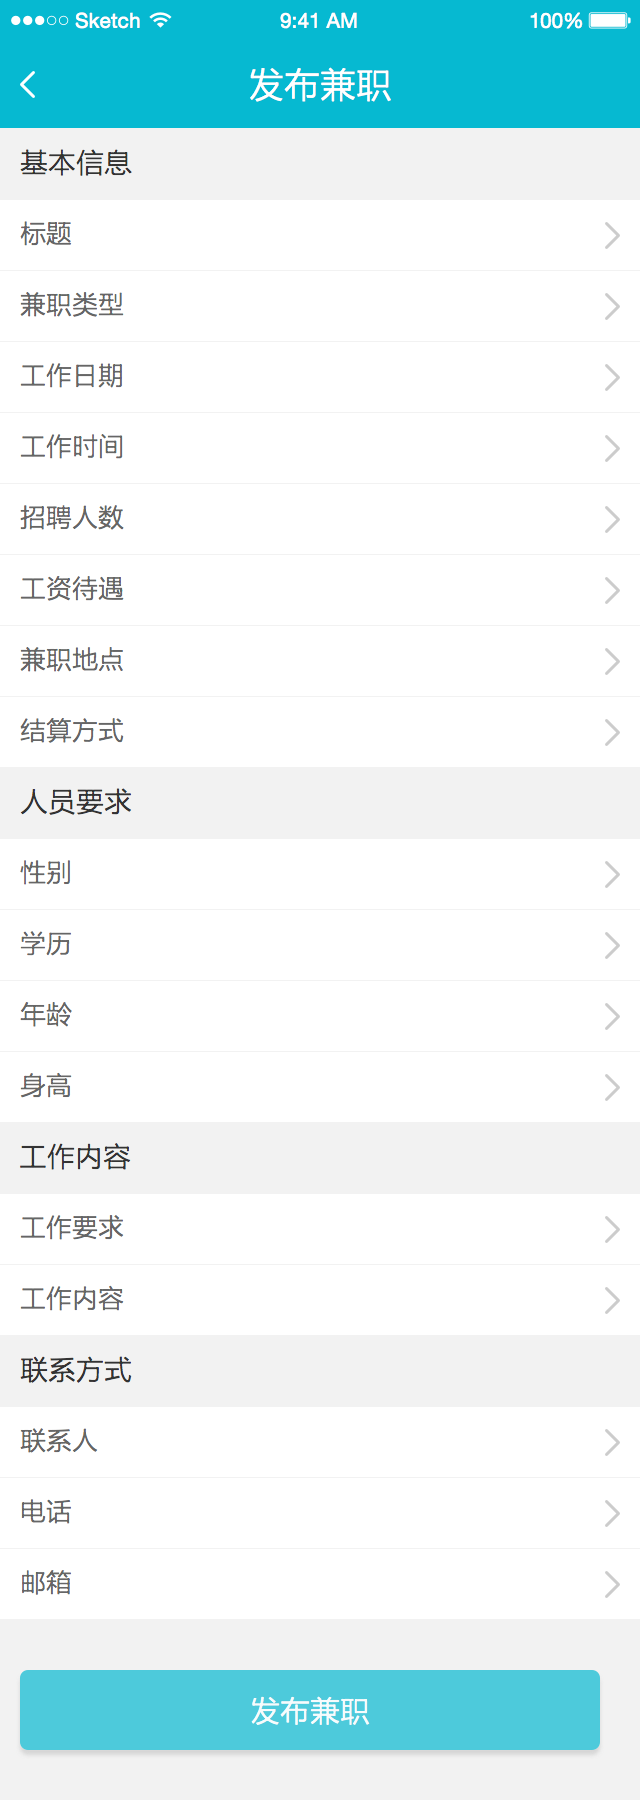 Sketch 9:41 AM 100%
发布兼职
基本信息
标题
兼职类型
工作日期
工作时间
招聘人数
工资待遇
兼职地点
结算方式
人员要求
性别
学历
年龄
身高
工作内容
工作要求
工作内容
联系方式
联系人
电话
邮箱
发布兼职